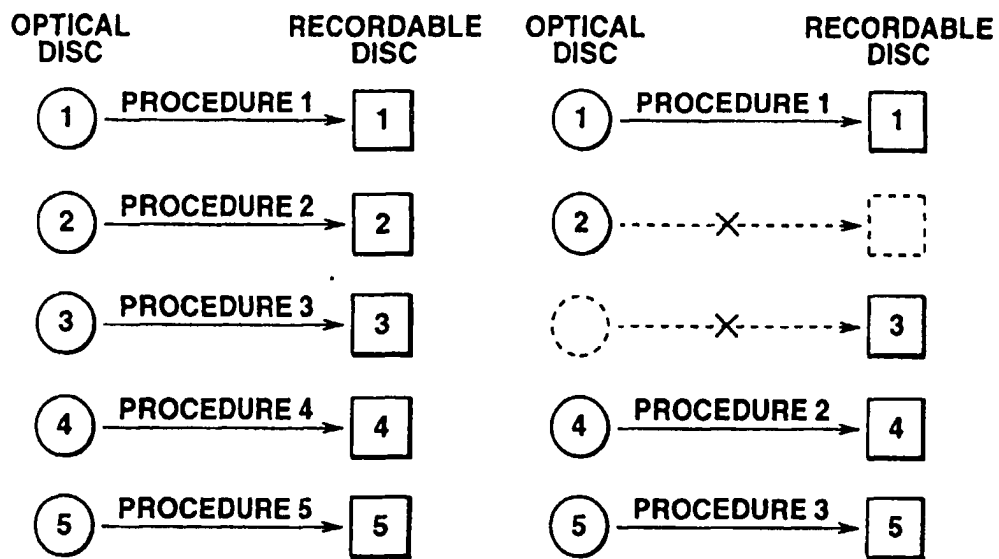 OPTICAL DISC RECORDABLE DISC
1 PROCEDURE 1 1
2 PROCEDURE 2 2
3 PROCEDURE 3 3
4 PROCEDURE 4 4
5 PROCEDURE 5 5
OPTICAL DISC RECORDABLE DISC
1 PROCEDURE 1 1
2
3
4 PROCEDURE 2 4
5 PROCEDURE 3 5